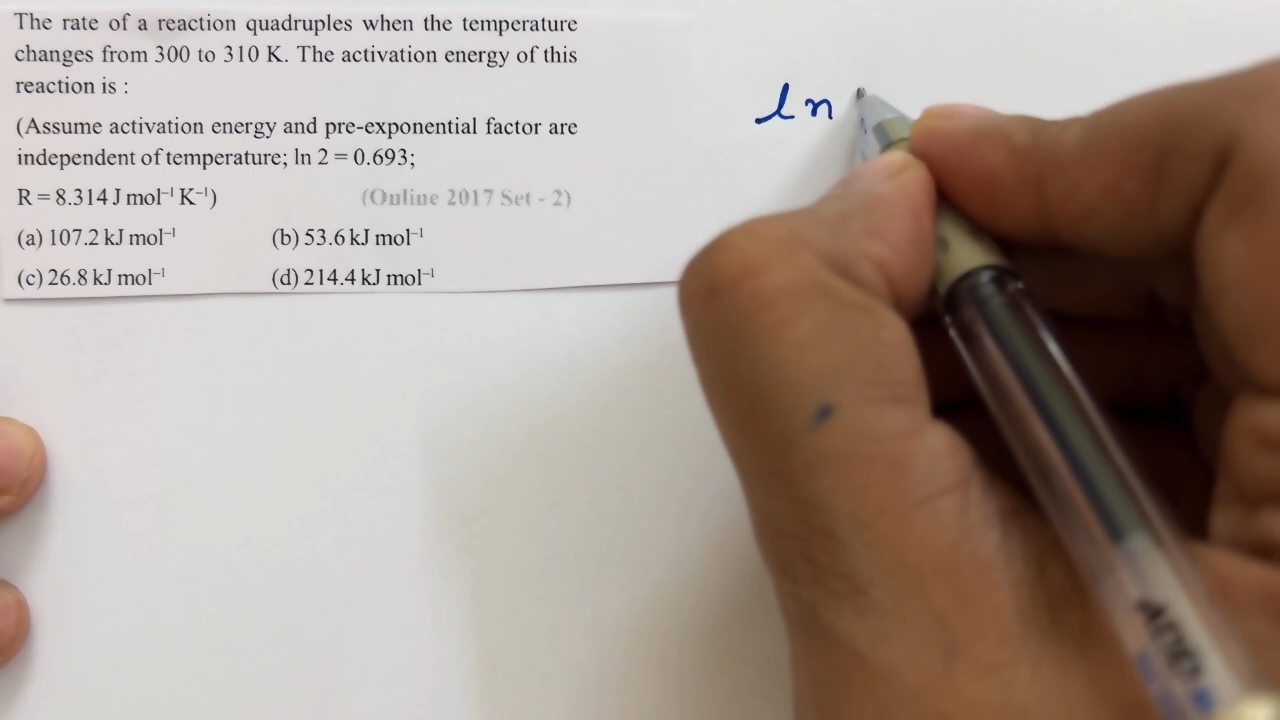 The rate of a reaction quadruples when the temperature
changes from 300 to 310 K. The activation energy of this
reaction is :
(Assume activation energy and pre-exponential factor are
independent of temperature; ln 2 = 0.693;
R = 8.314 J mol⁻¹ K⁻¹) (Online 2017 Set - 2)
(a) 107.2 kJ mol⁻¹ (b) 53.6 kJ mol⁻¹
(c) 26.8 kJ mol⁻¹ (d) 214.4 kJ mol⁻¹
ln